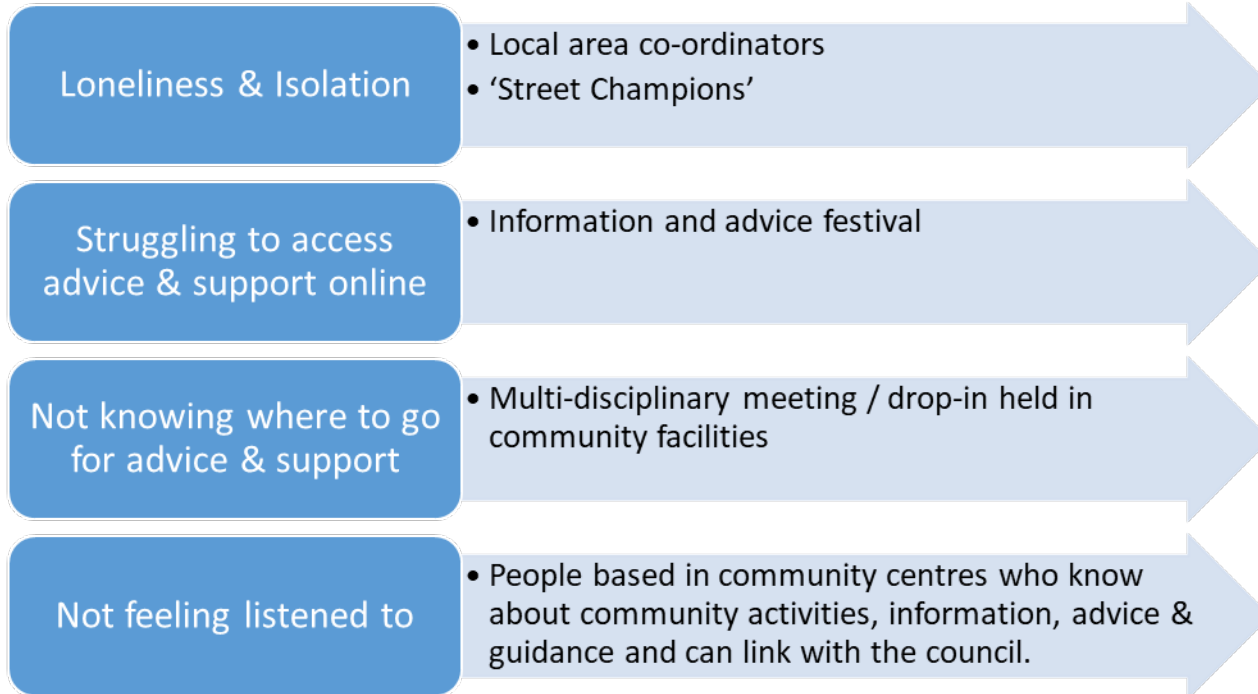 Loneliness & Isolation
• Local area co-ordinators
• ‘Street Champions’
Struggling to access
advice & support online
• Information and advice festival
Not knowing where to go
for advice & support
• Multi-disciplinary meeting / drop-in held in
community facilities
Not feeling listened to
• People based in community centres who know
about community activities, information, advice &
guidance and can link with the council.